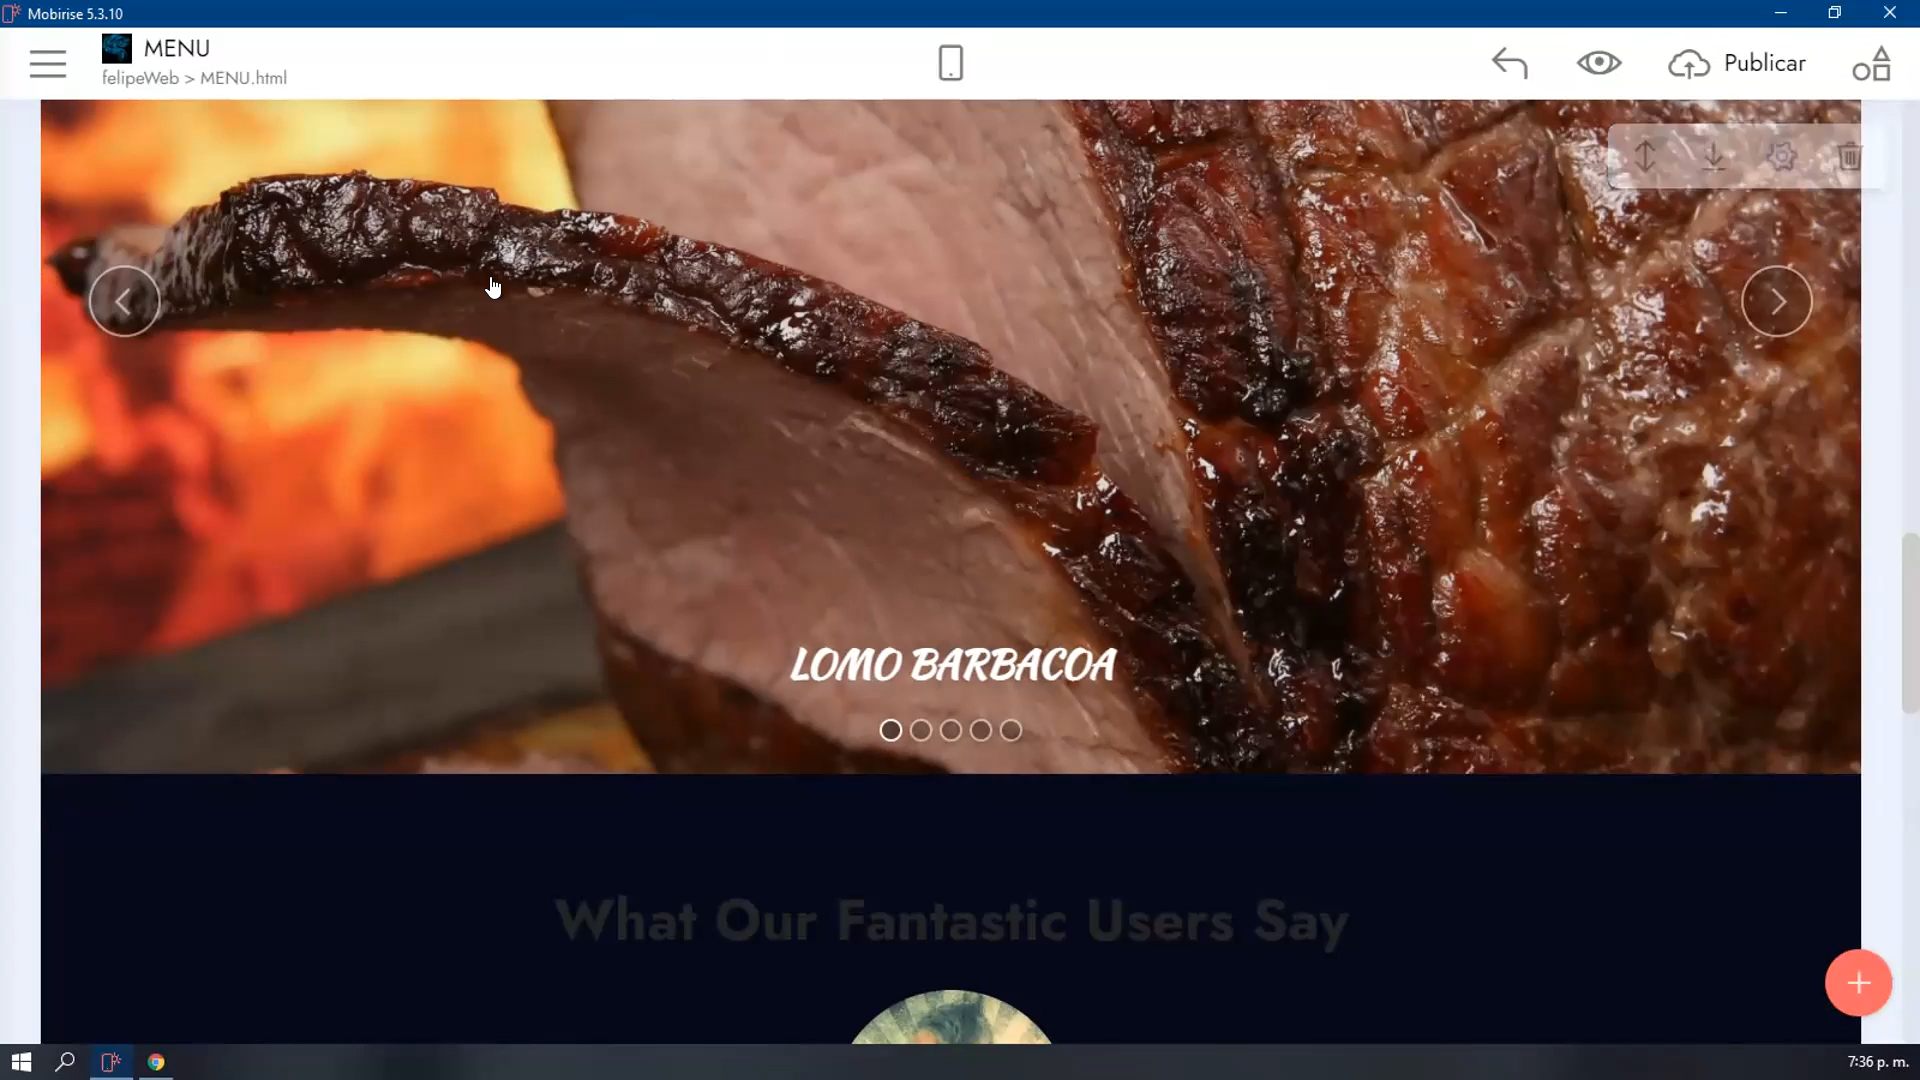 Mobirise 5.3.10
MENU
felipeWeb > MENU.html
Publicar
LOMO BARBACOA
What Our Fantastic Users Say
7:36 p. m.